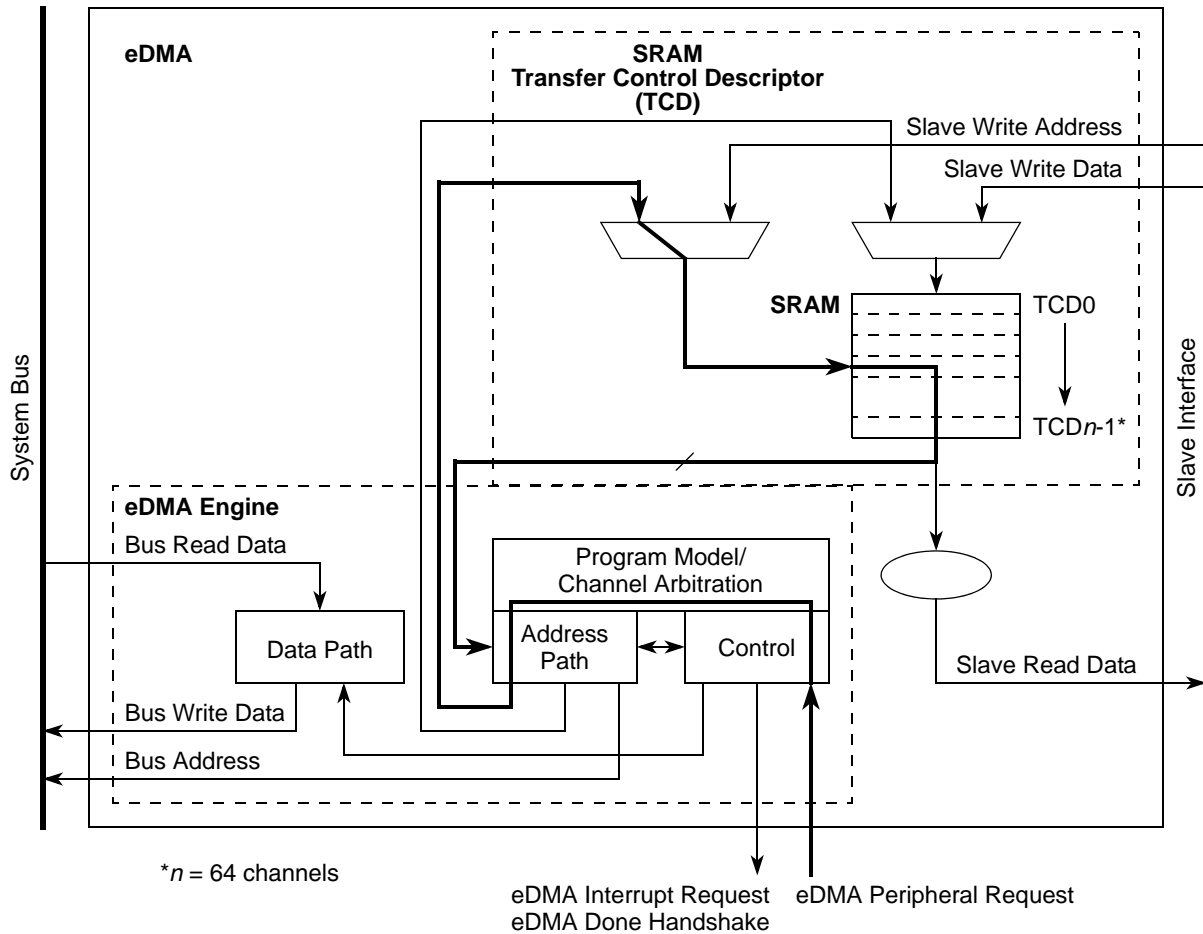 eDMA
SRAM
Transfer Control Descriptor
(TCD)
Slave Write Address
Slave Write Data
SRAM
TCD0
TCDn-1*
System Bus
Slave Interface
eDMA Engine
Bus Read Data
Program Model/
Channel Arbitration
Data Path
Address
Path
Control
Slave Read Data
Bus Write Data
Bus Address
*n = 64 channels
eDMA Interrupt Request
eDMA Done Handshake
eDMA Peripheral Request